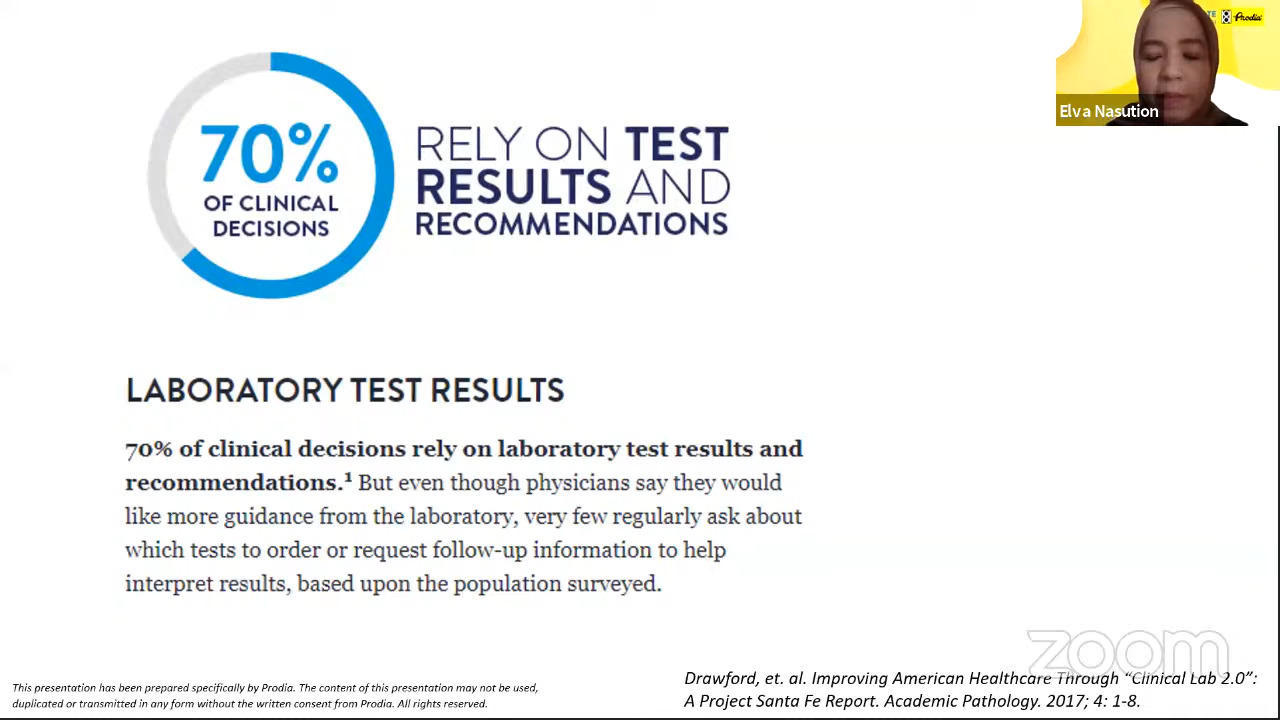 70%
OF CLINICAL
DECISIONS
RELY ON TEST
RESULTS AND
RECOMMENDATIONS
Prodia
Elva Nasution
LABORATORY TEST RESULTS
70% of clinical decisions rely on laboratory test results and
recommendations.¹ But even though physicians say they would
like more guidance from the laboratory, very few regularly ask about
which tests to order or request follow-up information to help
interpret results, based upon the population surveyed.
zoom
This presentation has been prepared specifically by Prodia. The content of this presentation may not be used,
duplicated or transmitted in any form without the written consent from Prodia. All rights reserved.
Drawford, et. al. Improving American Healthcare Through “Clinical Lab 2.0”:
A Project Santa Fe Report. Academic Pathology. 2017; 4: 1-8.